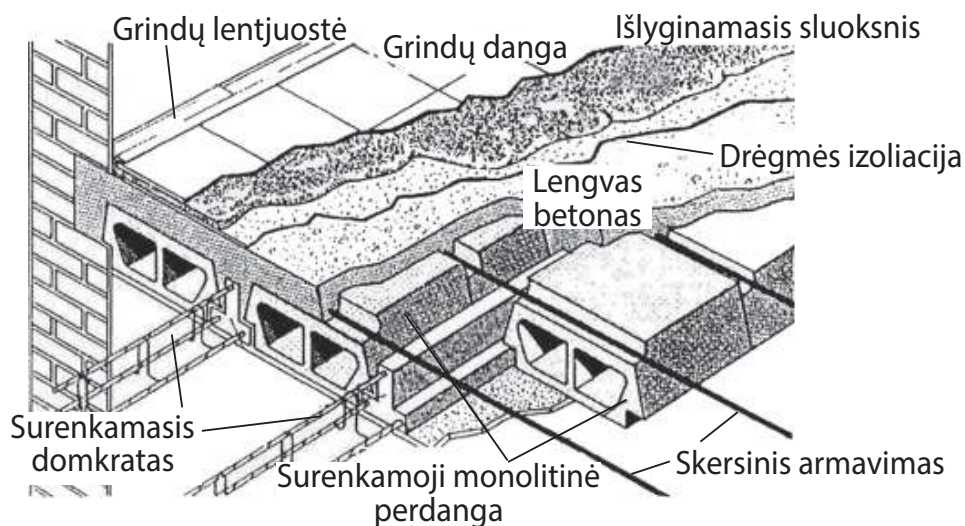 Grindų lentjuostė
Grindų danga
Išlyginamasis sluoksnis
Drėgmės izoliacija
Lengvas
betonas
Surenkamasis
domkratas
Surenkamoji monolitinė
perdanga
Skersinis armavimas